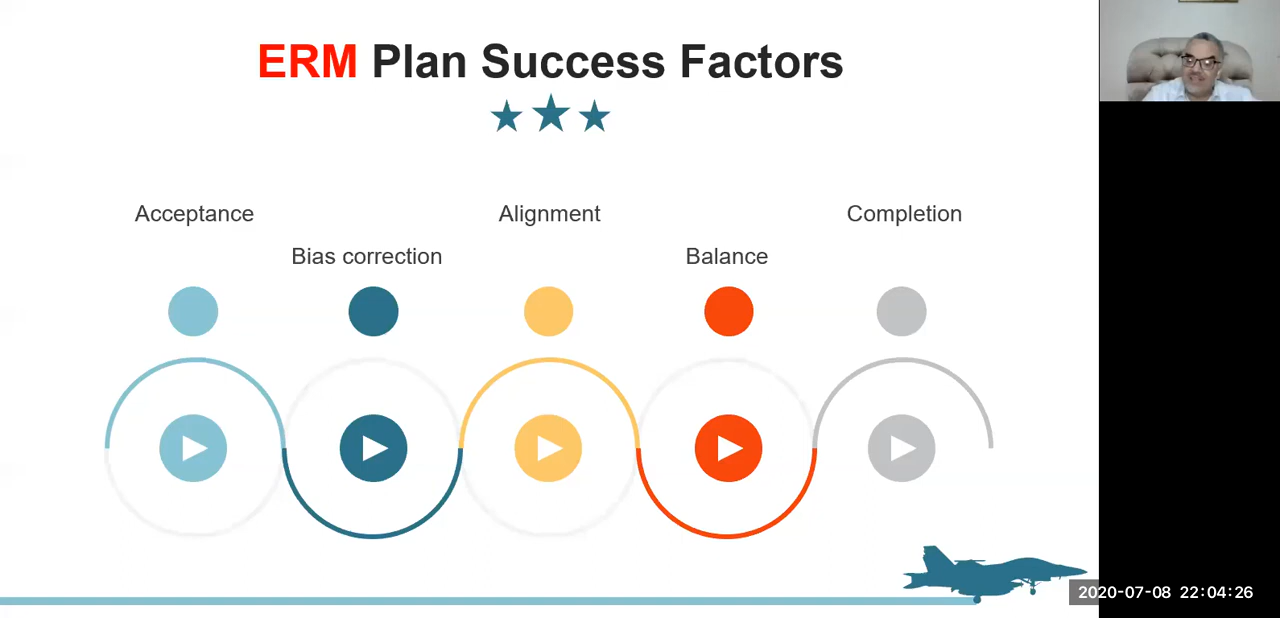 ERM Plan Success Factors
Acceptance
Bias correction
Alignment
Balance
Completion
2020-07-08 22:04:26